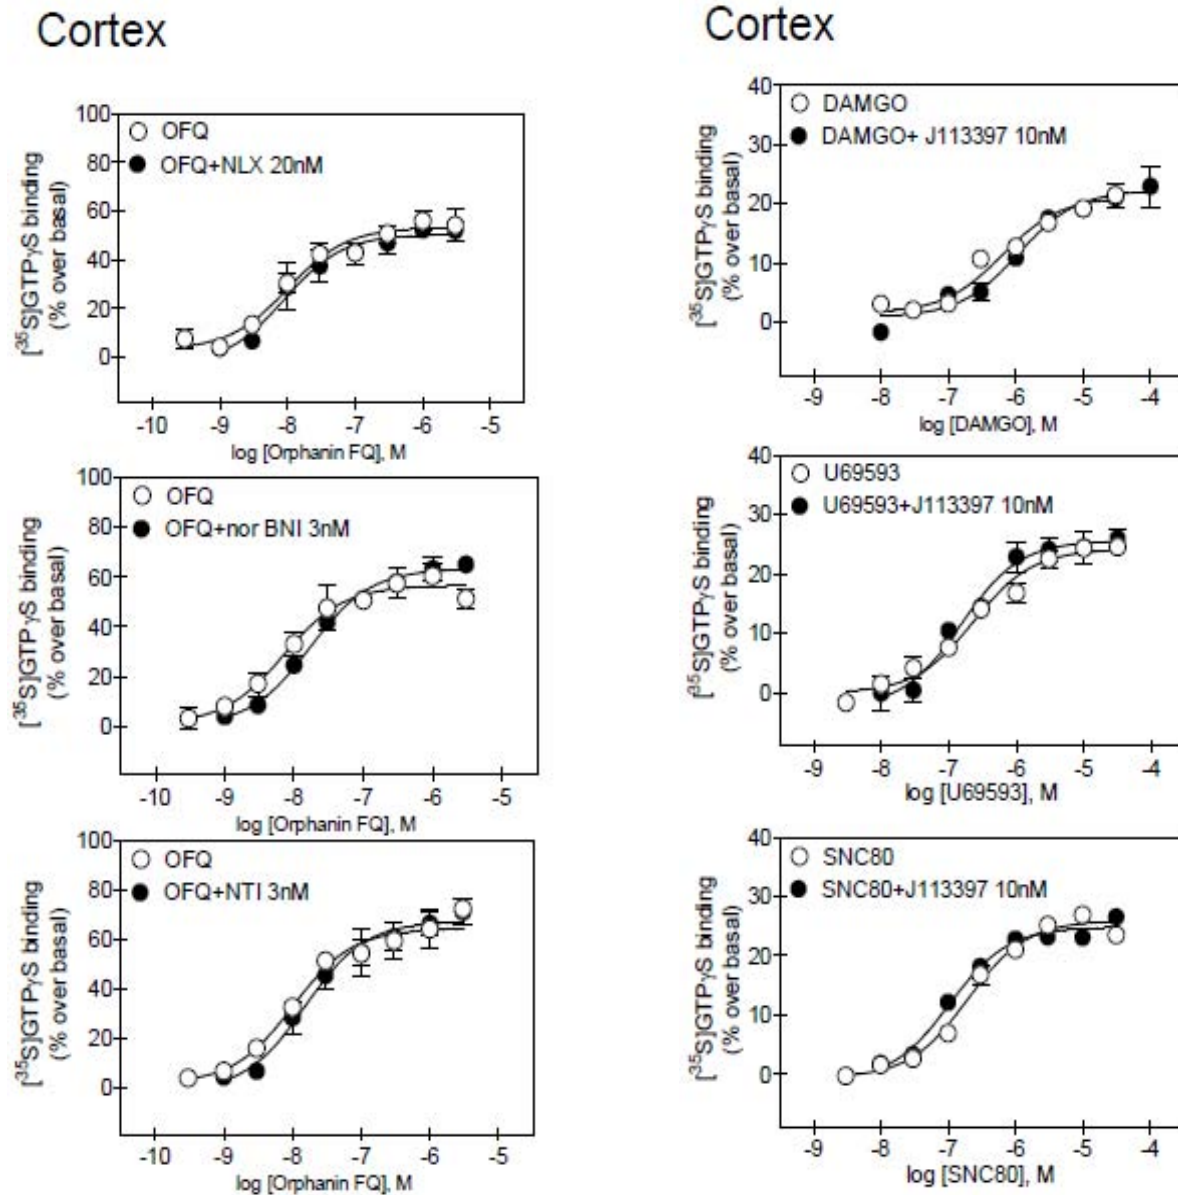 Cortex
100
80
60
40
20
0
[³⁵S]GTPγS binding
(% over basal)
OFQ
OFQ+NLX 20nM
-10 -9 -8 -7 -6 -5
log [Orphanin FQ], M
100
80
60
40
20
0
[³⁵S]GTPγS binding
(% over basal)
OFQ
OFQ+nor BNI 3nM
-10 -9 -8 -7 -6 -5
log [Orphanin FQ], M
100
80
60
40
20
0
[³⁵S]GTPγS binding
(% over basal)
OFQ
OFQ+NTI 3nM
-10 -9 -8 -7 -6 -5
log [Orphanin FQ], M
Cortex
40
30
20
10
0
[³⁵S]GTPγS binding
(% over basal)
DAMGO
DAMGO+ J113397 10nM
-9 -8 -7 -6 -5 -4
log [DAMGO], M
40
30
20
10
0
[³⁵S]GTPγS binding
(% over basal)
U69593
U69593+J113397 10nM
-9 -8 -7 -6 -5 -4
log [U69593], M
40
30
20
10
0
[³⁵S]GTPγS binding
(% over basal)
SNC80
SNC80+J113397 10nM
-9 -8 -7 -6 -5 -4
log [SNC80], M